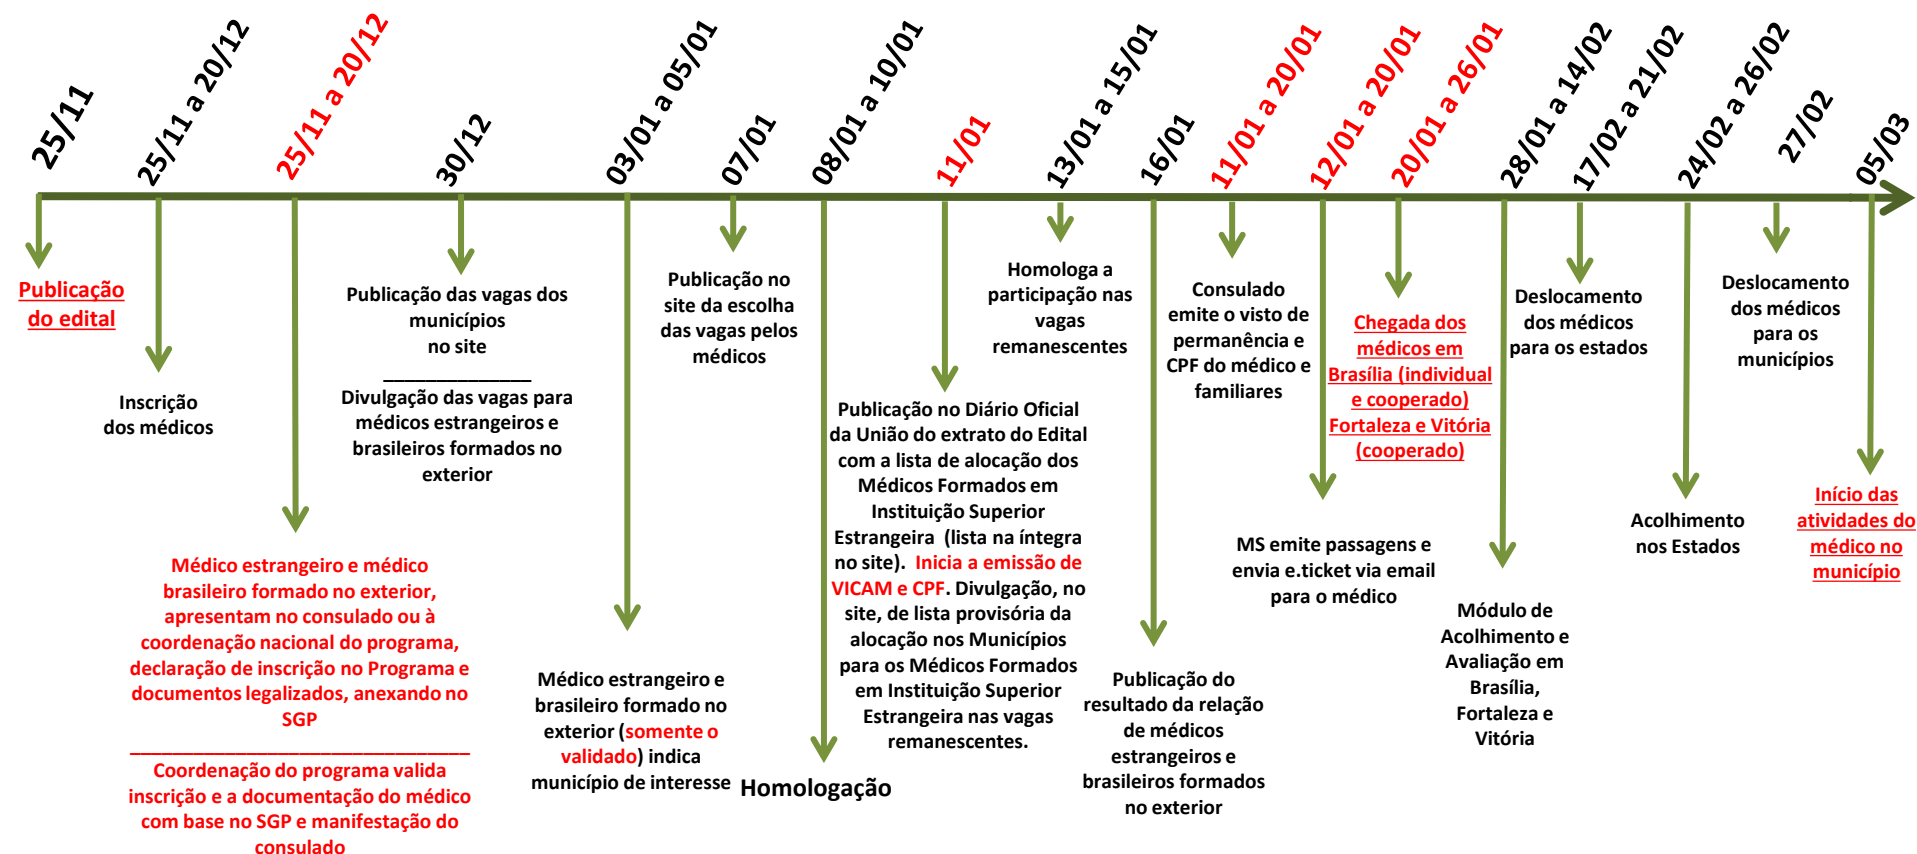 25/11
25/11 a 20/12
25/11 a 20/12
30/12
03/01 a 05/01
07/01
08/01 a 10/01
11/01
13/01 a 15/01
16/01
11/01 a 20/01
12/01 a 20/01
20/01 a 26/01
28/01 a 14/02
17/02 a 21/02
24/02 a 26/02
27/02
05/03
Publicação
do edital
Inscrição
dos médicos
Médico estrangeiro e médico
brasileiro formado no exterior,
apresentam no consulado ou à
coordenação nacional do programa,
declaração de inscrição no Programa e
documentos legalizados, anexando no
SGP
Coordenação do programa valida
inscrição e a documentação do médico
com base no SGP e manifestação do
consulado
Publicação das vagas dos
municípios
no site
Divulgação das vagas para
médicos estrangeiros e
brasileiros formados no
exterior
Médico estrangeiro e
brasileiro formado no
exterior (somente o
validado) indica
município de interesse
Publicação no
site da escolha
das vagas pelos
médicos
Homologação
Publicação no Diário Oficial
da União do extrato do Edital
com a lista de alocação dos
Médicos Formados em
Instituição Superior
Estrangeira (lista na íntegra
no site). Inicia a emissão de
VICAM e CPF. Divulgação, no
site, de lista provisória da
alocação nos Municípios
para os Médicos Formados
em Instituição Superior
Estrangeira nas vagas
remanescentes.
Homologa a
participação nas
vagas
remanescentes
Publicação do
resultado da relação
de médicos
estrangeiros e
brasileiros formados
no exterior
Consulado
emite o visto de
permanência e
CPF do médico e
familiares
MS emite passagens e
envia e.ticket via email
para o médico
Chegada dos
médicos em
Brasília (individual
e cooperado)
Fortaleza e Vitória
(cooperado)
Módulo de
Acolhimento e
Avaliação em
Brasília,
Fortaleza e
Vitória
Deslocamento
dos médicos
para os estados
Acolhimento
nos Estados
Deslocamento
dos médicos
para os
municípios
Início das
atividades do
médico no
município